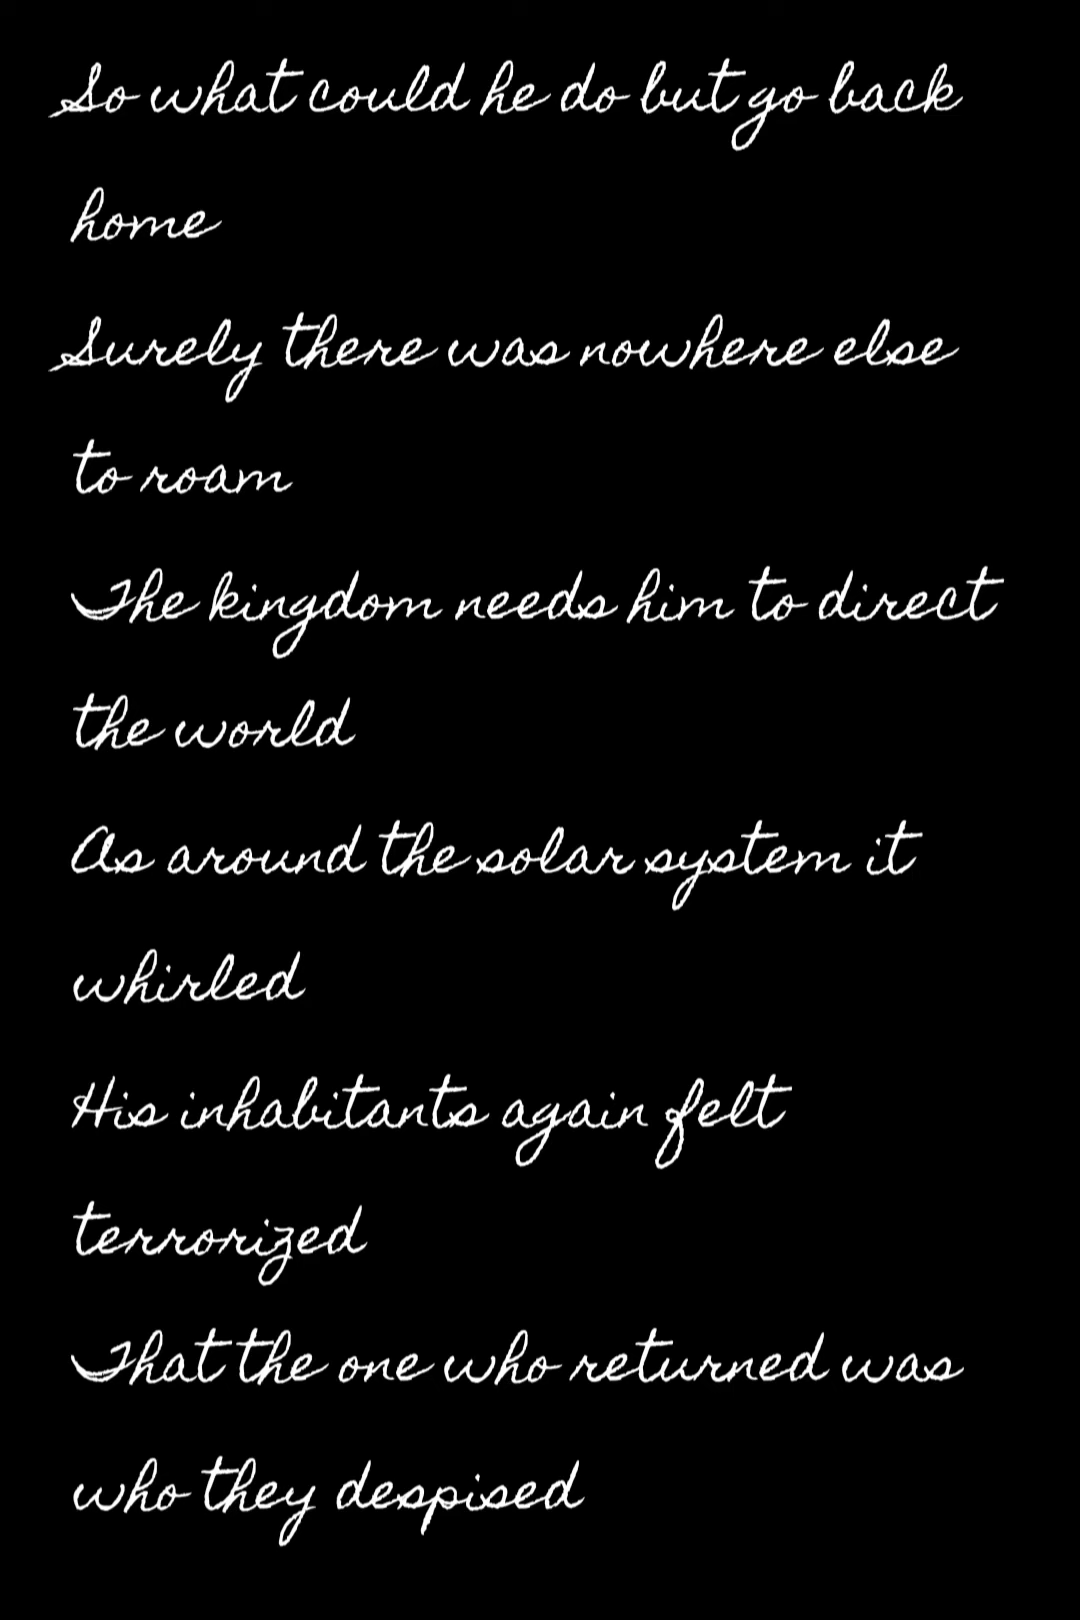 So what could he do but go back
home
Surely there was nowhere else
to roam
The kingdom needs him to direct
the world
As around the solar system it
whirled
His inhabitants again felt
terrorized
That the one who returned was
who they despised